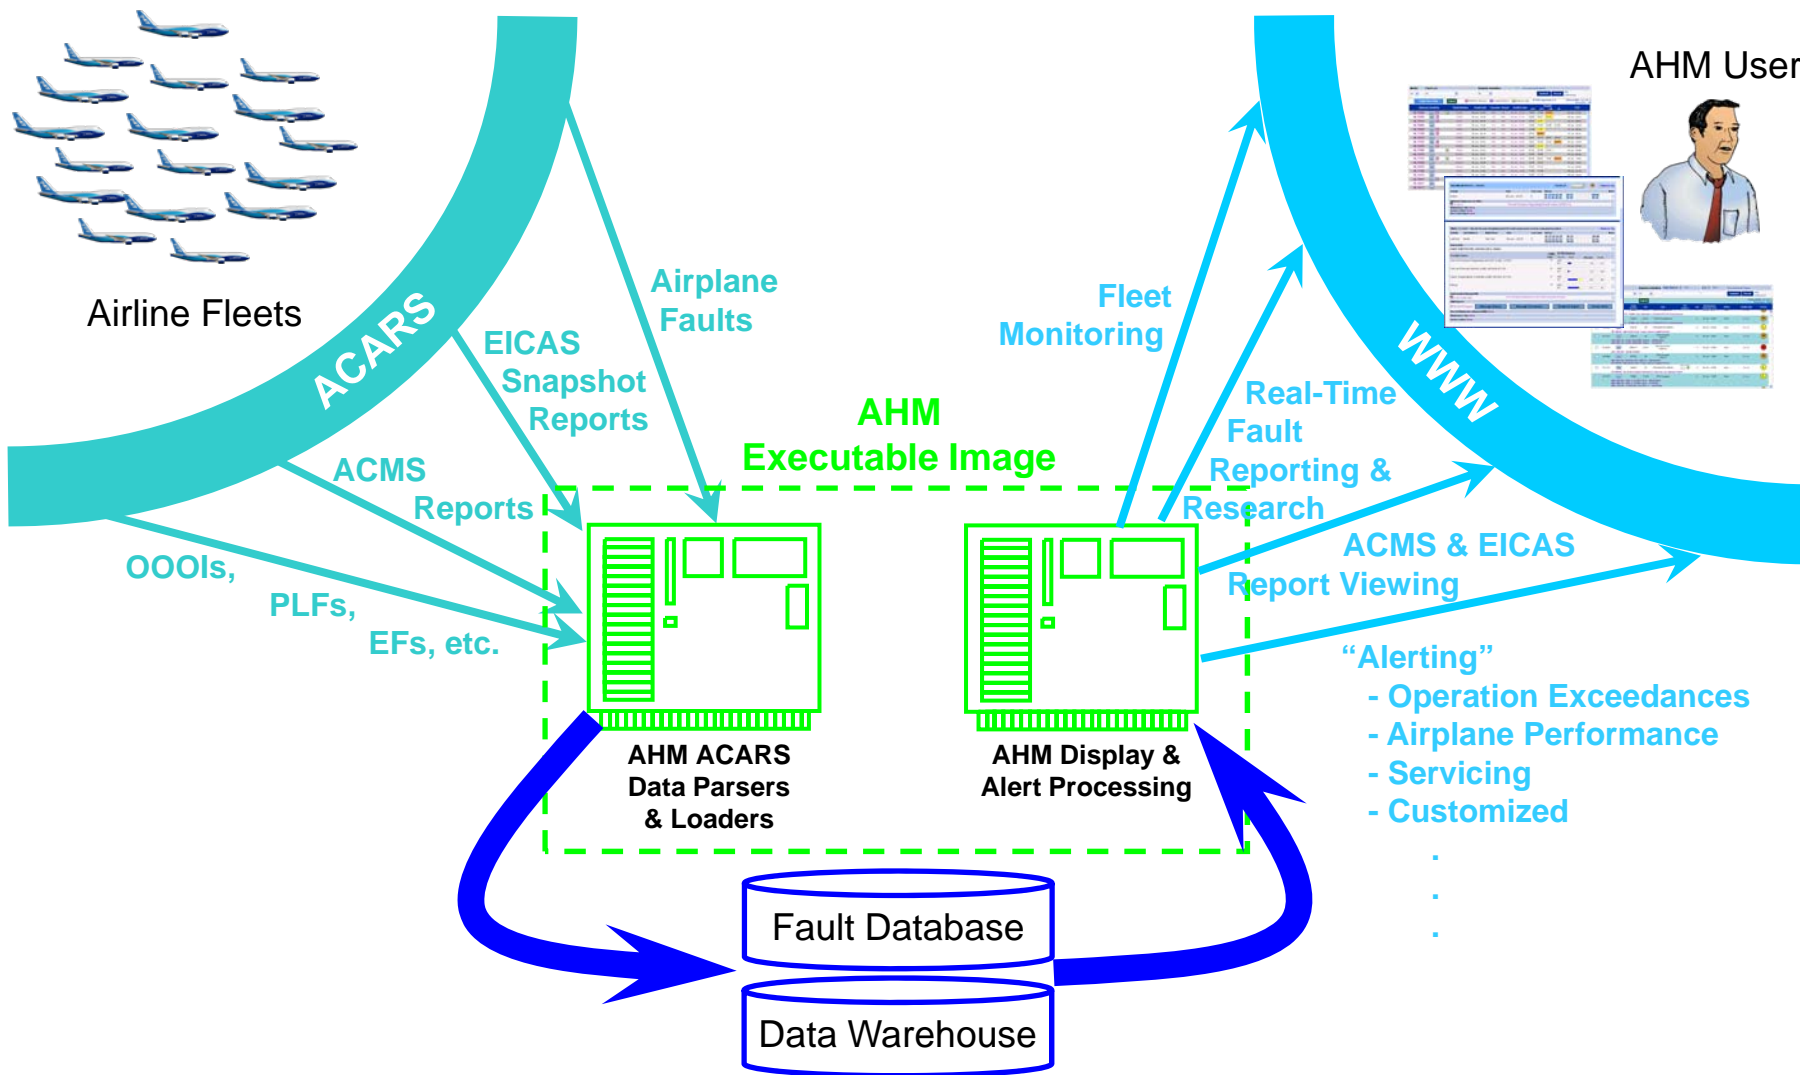 Airline Fleets
ACARS
Airplane
Faults
EICAS
Snapshot
Reports
ACMS
Reports
OOOIs,
PLFs,
EFs, etc.
AHM
Executable Image
AHM ACARS
Data Parsers
& Loaders
AHM Display &
Alert Processing
Fault Database
Data Warehouse
Fleet
Monitoring
Real-Time
Fault
Reporting &
Research
ACMS & EICAS
Report Viewing
“Alerting”
- Operation Exceedances
- Airplane Performance
- Servicing
- Customized
.
.
.
WWW
AHM User